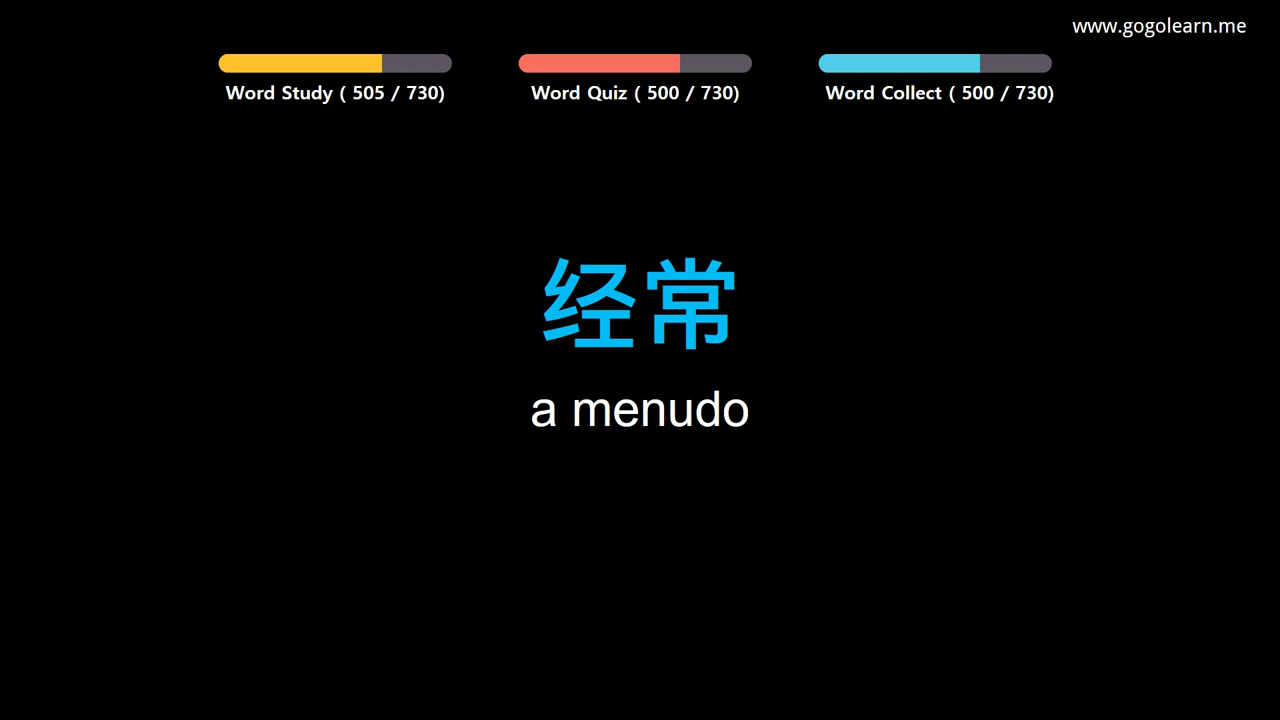 www.gogolearn.me
Word Study ( 505 / 730)
Word Quiz ( 500 / 730)
Word Collect ( 500 / 730)
经常
a menudo